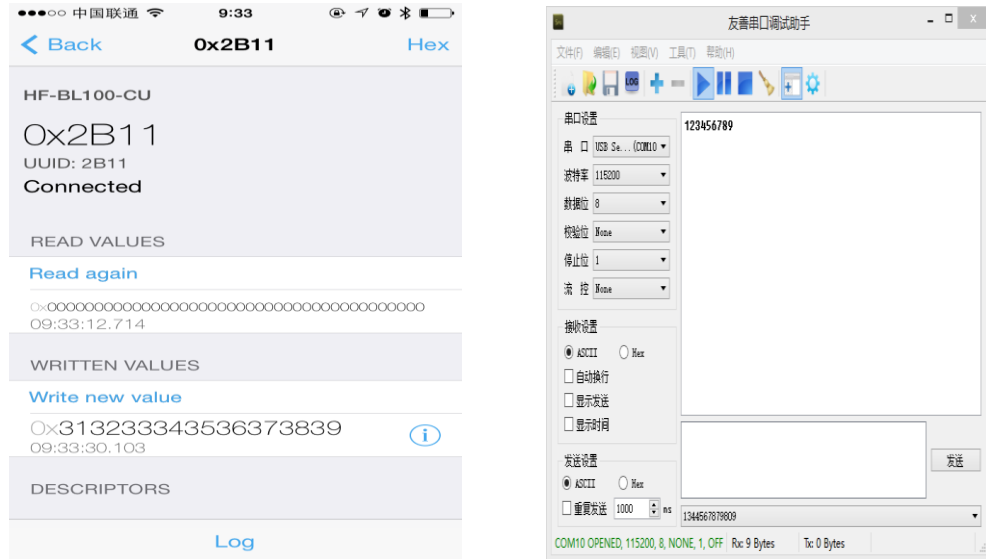 中国联通 9:33
Back 0x2B11 Hex
HF-BL100-CU
0x2B11
UUID: 2B11
Connected
READ VALUES
Read again
0x0000000000000000000000000000000000000000
09:33:12.714
WRITTEN VALUES
Write new value
0x313233343536373839
09:33:30.103
DESCRIPTORS
Log
友善串口调试助手
文件(F) 编辑(E) 视图(V) 工具(T) 帮助(H)
LOG
串口设置
串 口 USB Se...(COM10
波特率 115200
数据位 8
校验位 None
停止位 1
流 控 None
接收设置
ASCII Hex
自动换行
显示发送
显示时间
发送设置
ASCII Hex
重复发送 1000 ms
123456789
发送
1344567879809
COM10 OPENED, 115200, 8, NONE, 1, OFF Rx: 9 Bytes Tx: 0 Bytes